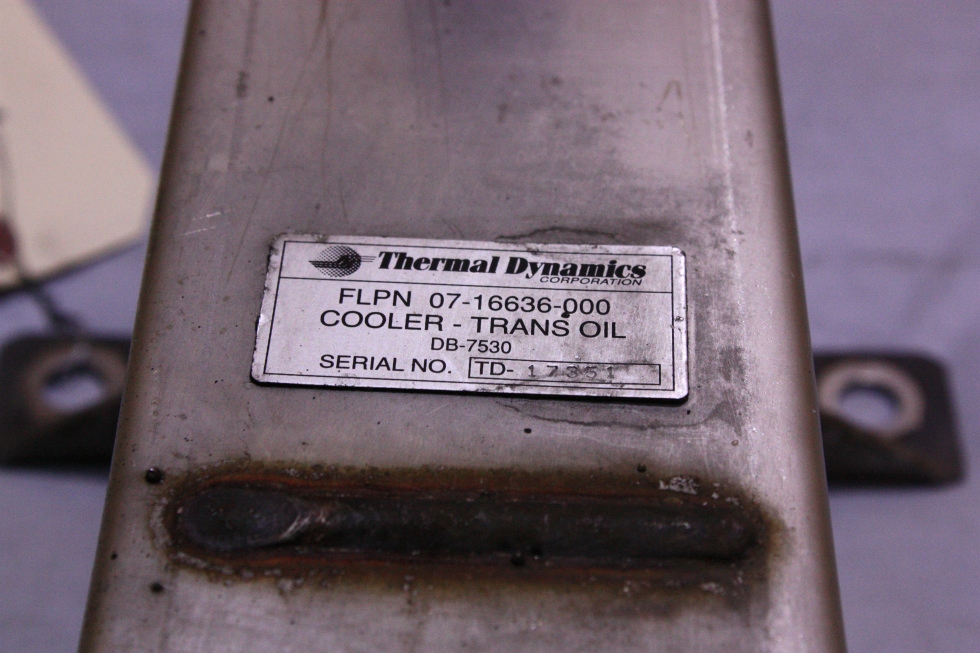 Thermal Dynamics
CORPORATION
FLPN 07-16636-000
COOLER - TRANS OIL
DB-7530
SERIAL NO. TD- 17351